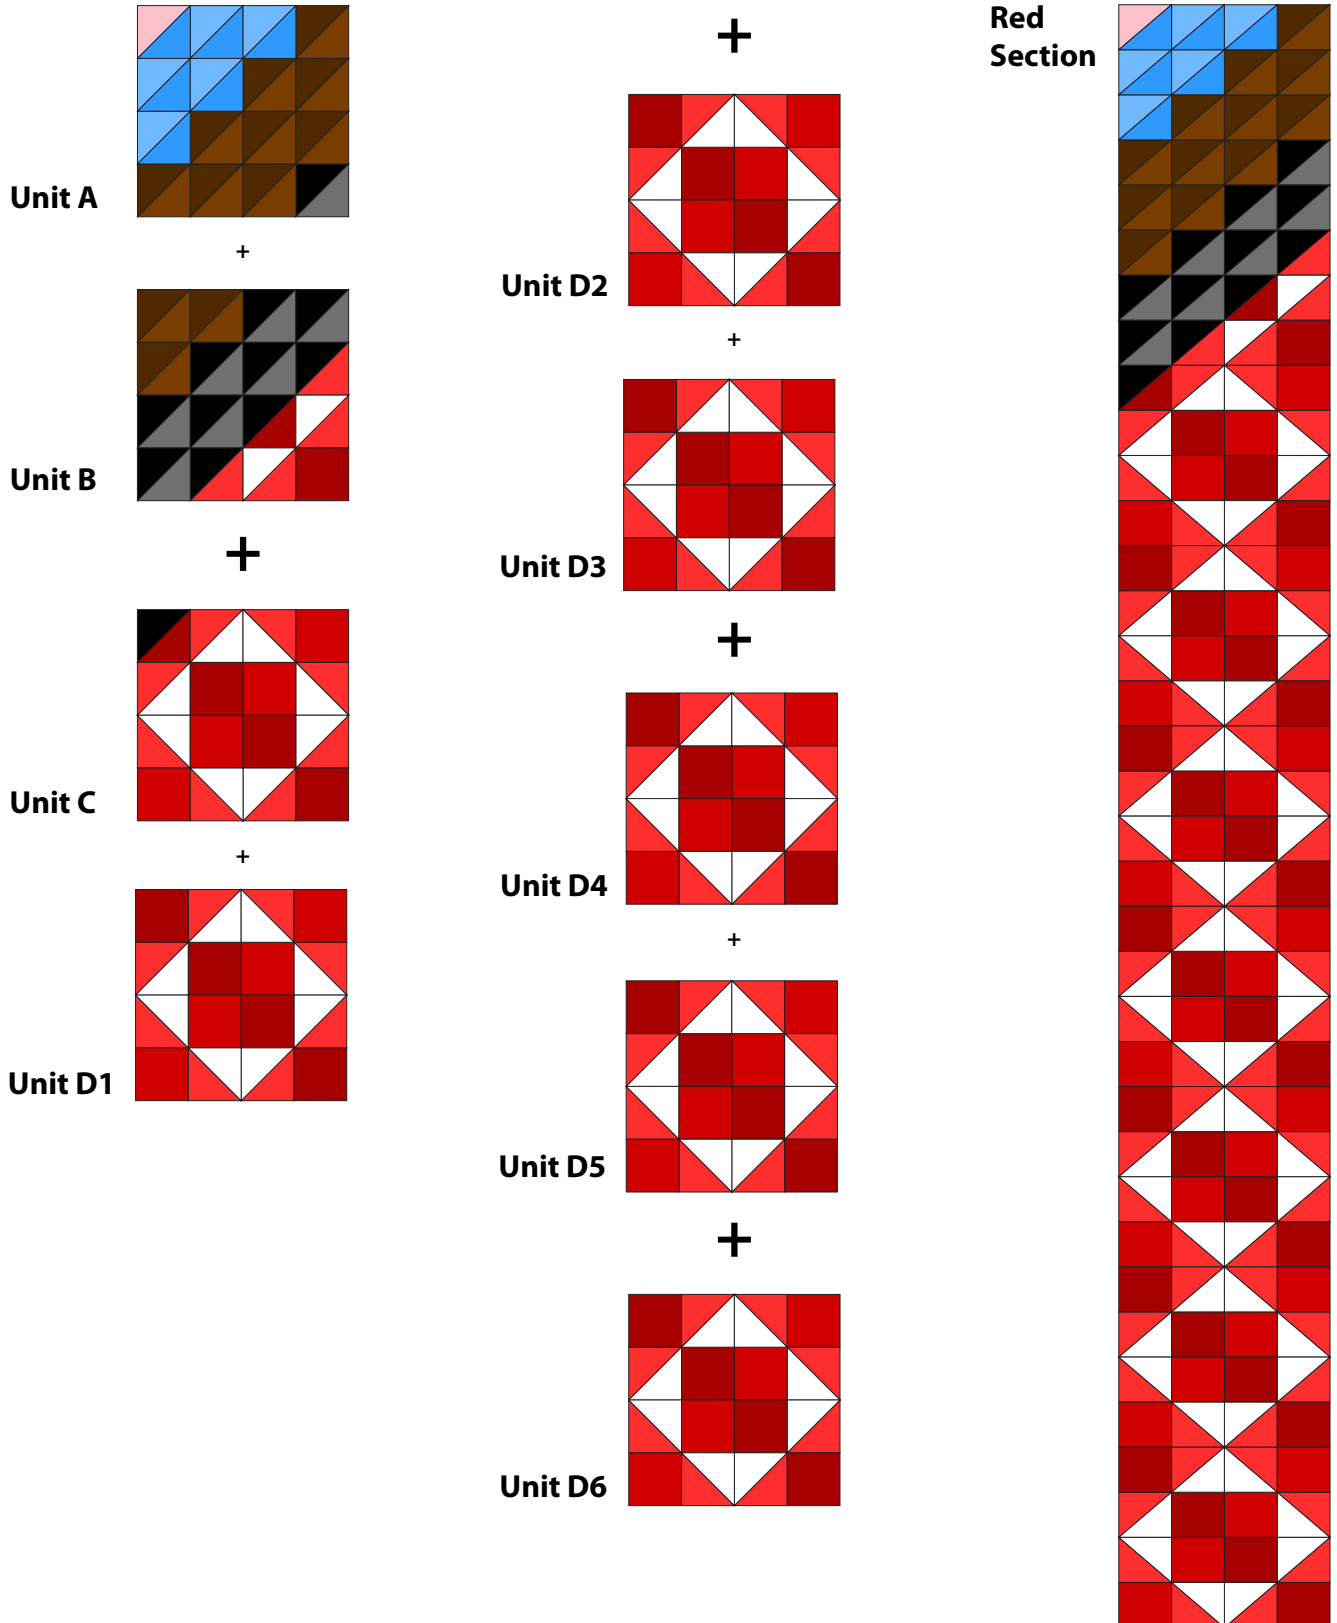 Unit A
+
Unit B
+
Unit C
+
Unit D1
+
Unit D2
+
Unit D3
+
Unit D4
+
Unit D5
+
Unit D6
Red
Section